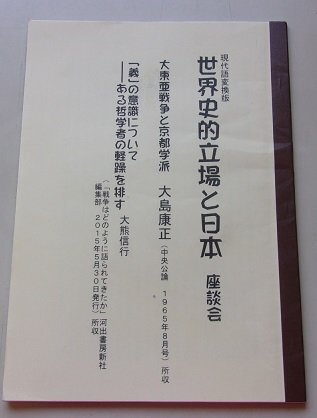 現代語変換版
世界史的立場と日本 座談会
大東亜戦争と京都学派 大島康正(中央公論 1965年8月号)所収
「義」の意識について
――ある哲学者の軽躁を排す 大熊信行
(「「戦争はどのように語られてきたか」河出書房新社
編集部 2015年5月30日発行)所収